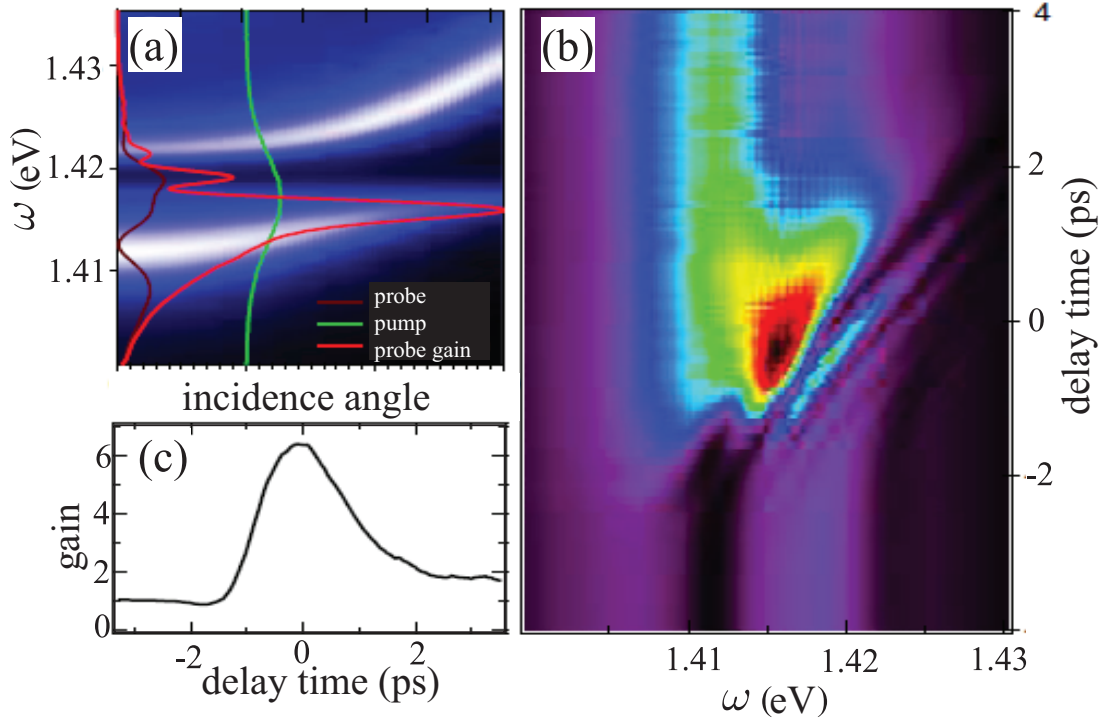 (a)
1.43
1.42
1.41
ω (eV)
probe
pump
probe gain
incidence angle
(b)
4
2
0
-2
delay time (ps)
1.41
1.42
1.43
ω (eV)
(c)
6
4
2
0
gain
-2
0
2
delay time (ps)